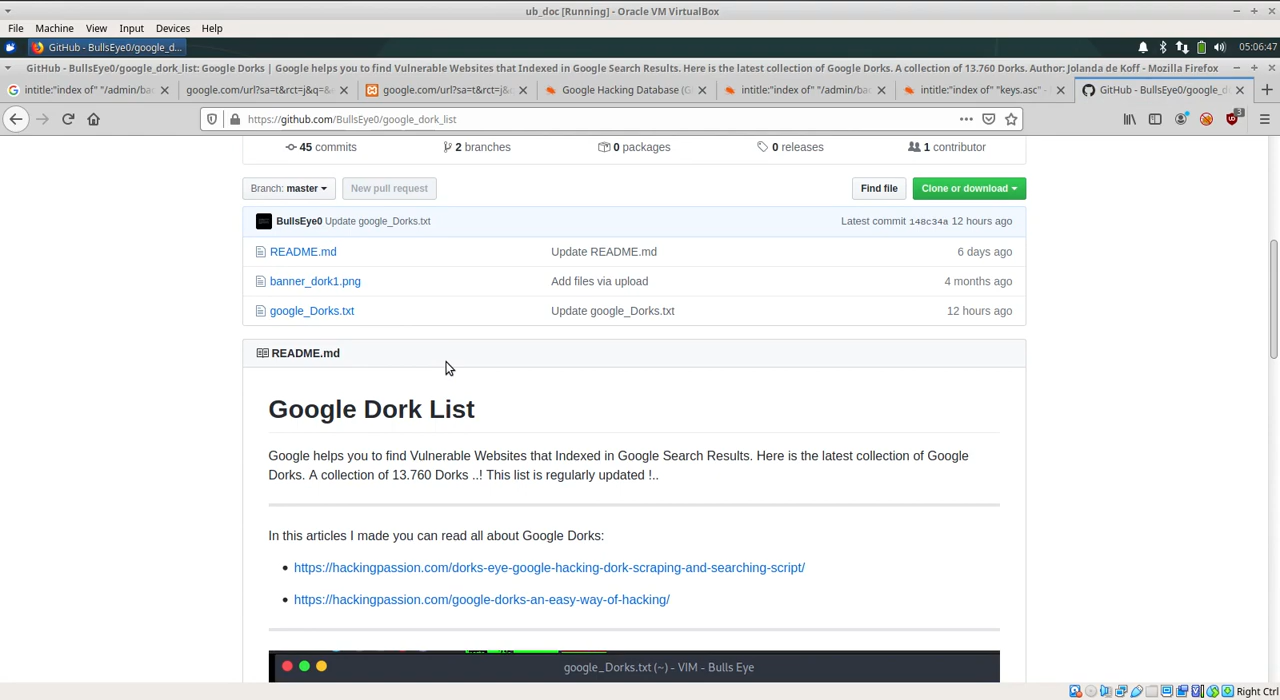 ub_doc [Running] - Oracle VM VirtualBox
File Machine View Input Devices Help
GitHub - BullsEye0/google_d...
05:06:47
GitHub - BullsEye0/google_dork_list: Google Dorks | Google helps you to find Vulnerable Websites that Indexed in Google Search Results. Here is the latest collection of Google Dorks. A collection of 13.760 Dorks. Author: Jolanda de Koff - Mozilla Firefox
intitle:"index of" "/admin/ba
google.com/url?sa=t&rct=j&q=&
google.com/url?sa=t&rct=j&
Google Hacking Database (G
intitle:"index of" "/admin/ba
intitle:"index of" "keys.asc" -
GitHub - BullsEye0/google_d
https://github.com/BullsEye0/google_dork_list
3
45 commits
2 branches
0 packages
0 releases
1 contributor
Branch: master
New pull request
Find file
Clone or download
BullsEye0 Update google_Dorks.txt
Latest commit 148c34a 12 hours ago
README.md Update README.md 6 days ago
banner_dork1.png Add files via upload 4 months ago
google_Dorks.txt Update google_Dorks.txt 12 hours ago
README.md
Google Dork List
Google helps you to find Vulnerable Websites that Indexed in Google Search Results. Here is the latest collection of Google
Dorks. A collection of 13.760 Dorks ..! This list is regularly updated !..
In this articles I made you can read all about Google Dorks:
https://hackingpassion.com/dorks-eye-google-hacking-dork-scraping-and-searching-script/
https://hackingpassion.com/google-dorks-an-easy-way-of-hacking/
google_Dorks.txt (~) - VIM - Bulls Eye
Right Ctrl